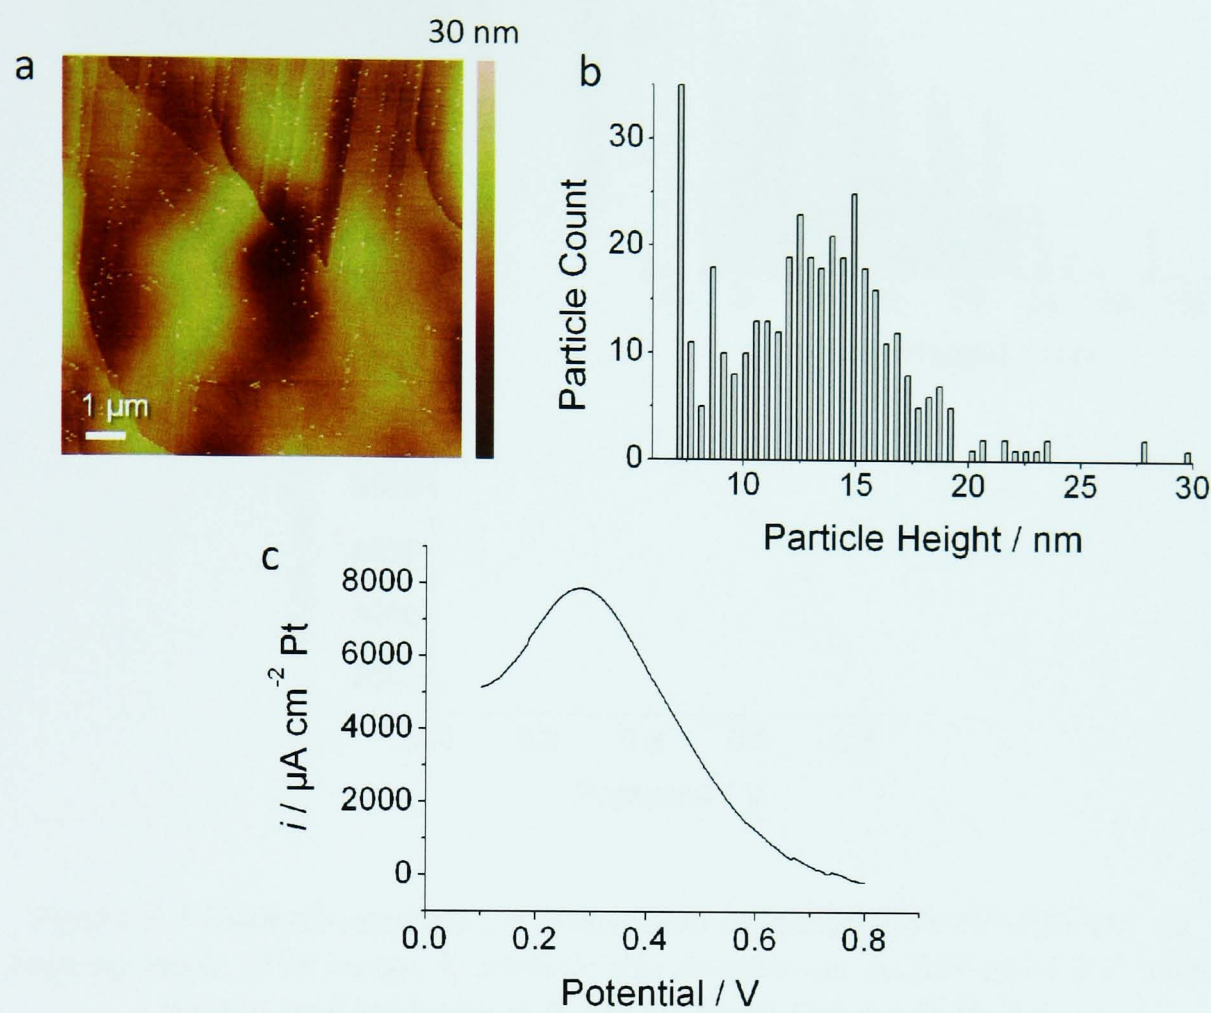 30 nm
a
1 µm
b
Particle Count
30
20
10
0
10 15 20 25 30
Particle Height / nm
c
i / µA cm-2 Pt
8000
6000
4000
2000
0
0.0 0.2 0.4 0.6 0.8
Potential / V